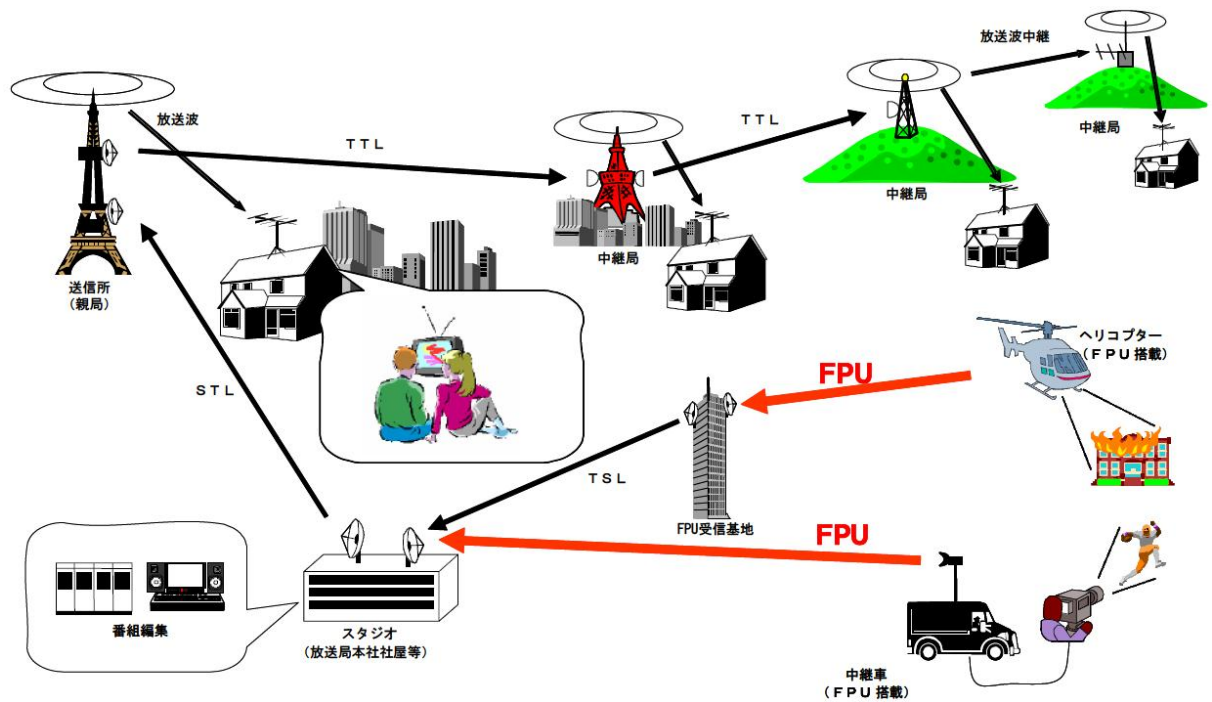 放送波中継
放送波
ＴＴＬ
ＴＴＬ
中継局
中継局
中継局
送信所
（親局）
ヘリコプター
（ＦＰＵ搭載）
FPU
ＳＴＬ
ＴＳＬ
FPU受信基地
FPU
番組編集
スタジオ
（放送局本社社屋等）
中継車
（ＦＰＵ搭載）